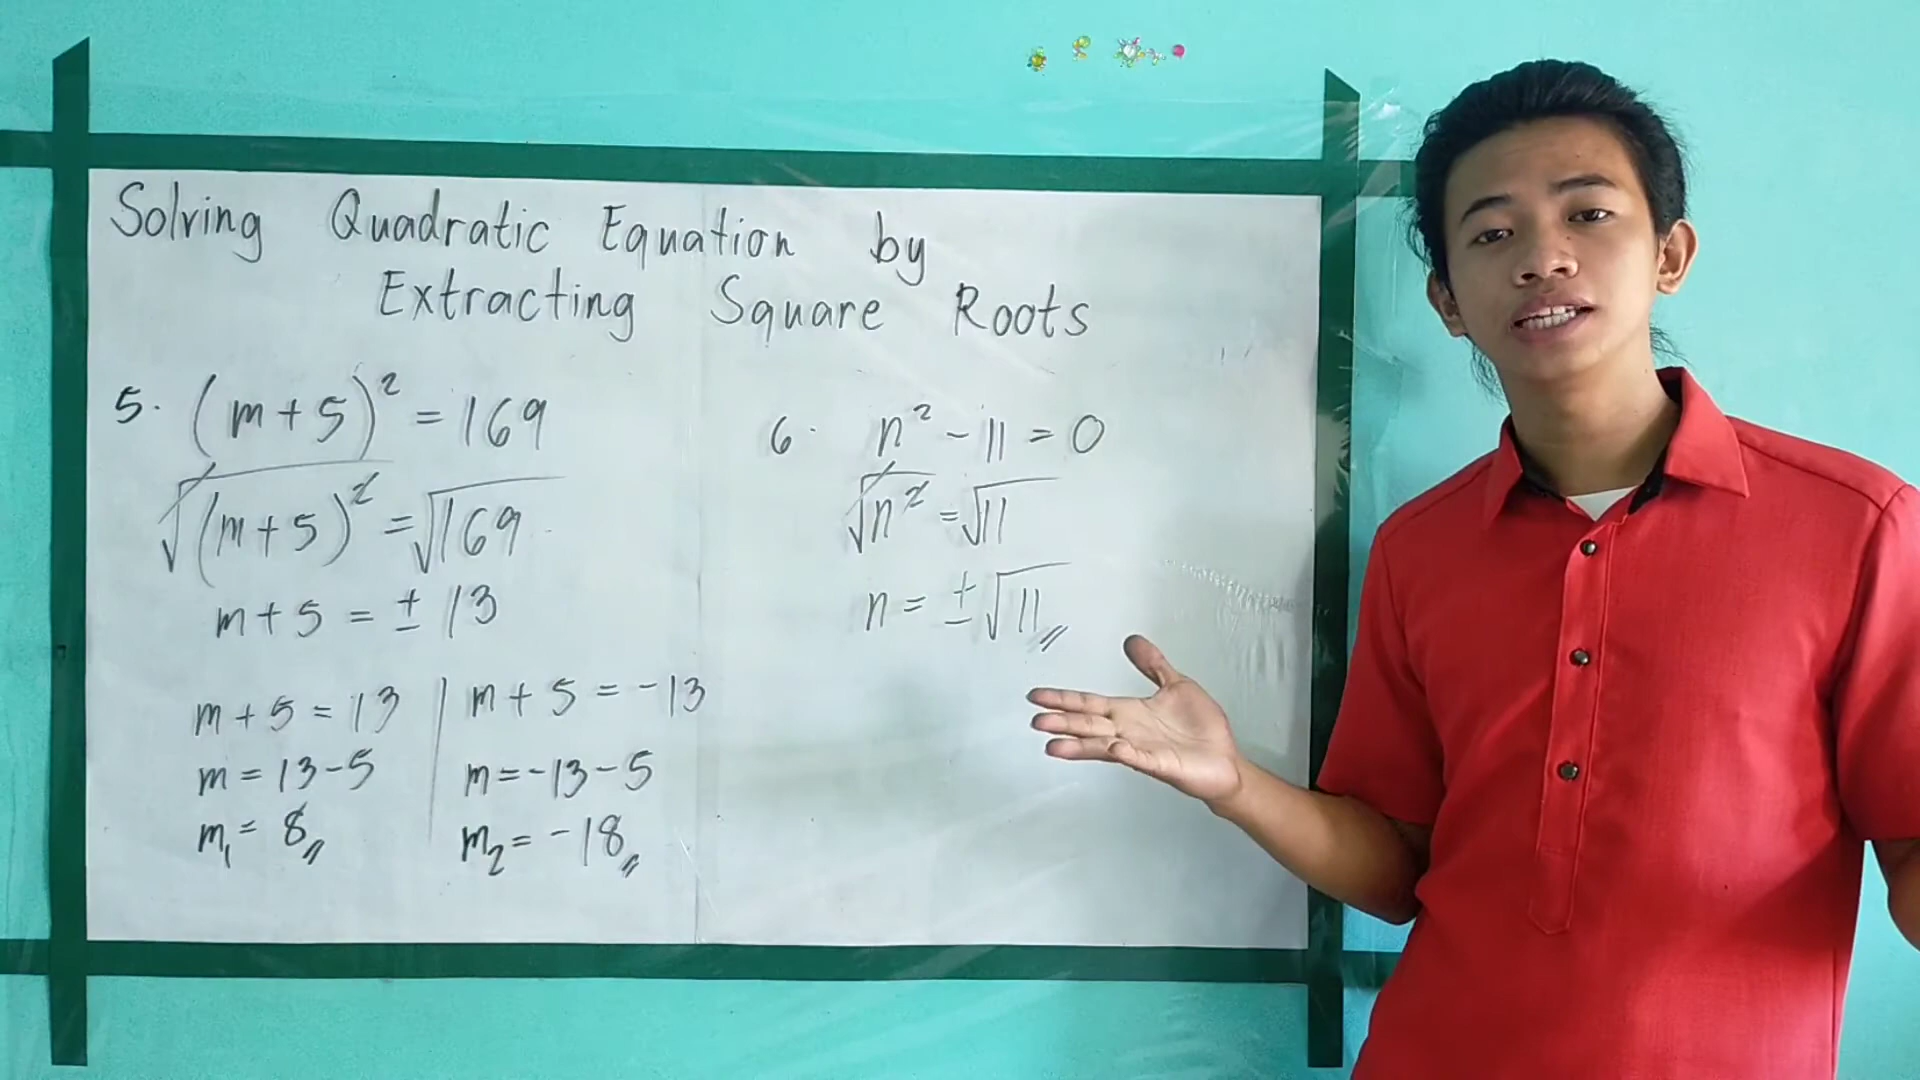 Solving Quadratic Equation by
Extracting Square Roots
5. (m+5)² = 169
√(m+5)² = √169
m+5 = ± 13
m+5 = 13 | m+5 = -13
m = 13-5 | m = -13-5
m₁ = 8 | m₂ = -18
6. n² - 11 = 0
√n² = √11
n = ±√11